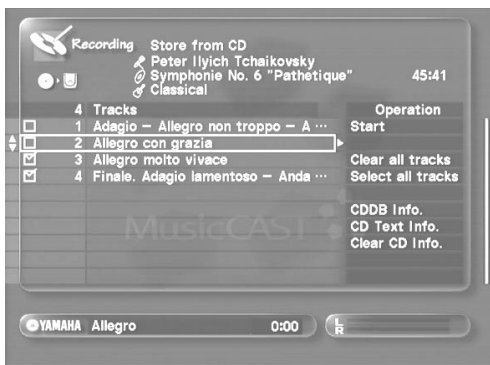 Recording Store from CD
Peter Ilyich Tchaikovsky
Symphonie No. 6 "Pathetique" 45:41
Classical
4 Tracks Operation
1 Adagio – Allegro non troppo – A ··· Start
2 Allegro con grazia
3 Allegro molto vivace Clear all tracks
4 Finale. Adagio lamentoso – Anda ··· Select all tracks
CDDB Info.
MusicCAST CD Text Info.
Clear CD Info.
YAMAHA Allegro 0:00 L
R